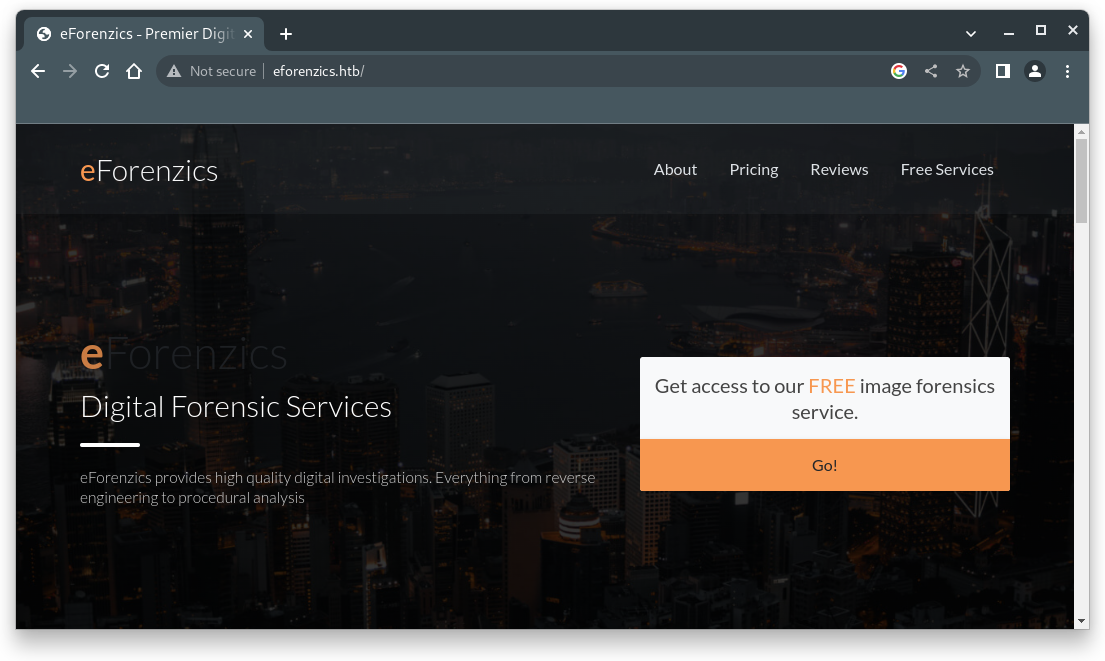 eForenzics - Premier Digit
Not secure
eforenzics.htb/
eForenzics
About
Pricing
Reviews
Free Services
eForenzics
Digital Forensic Services
eForenzics provides high quality digital investigations. Everything from reverse
engineering to procedural analysis
Get access to our FREE image forensics
service.
Go!